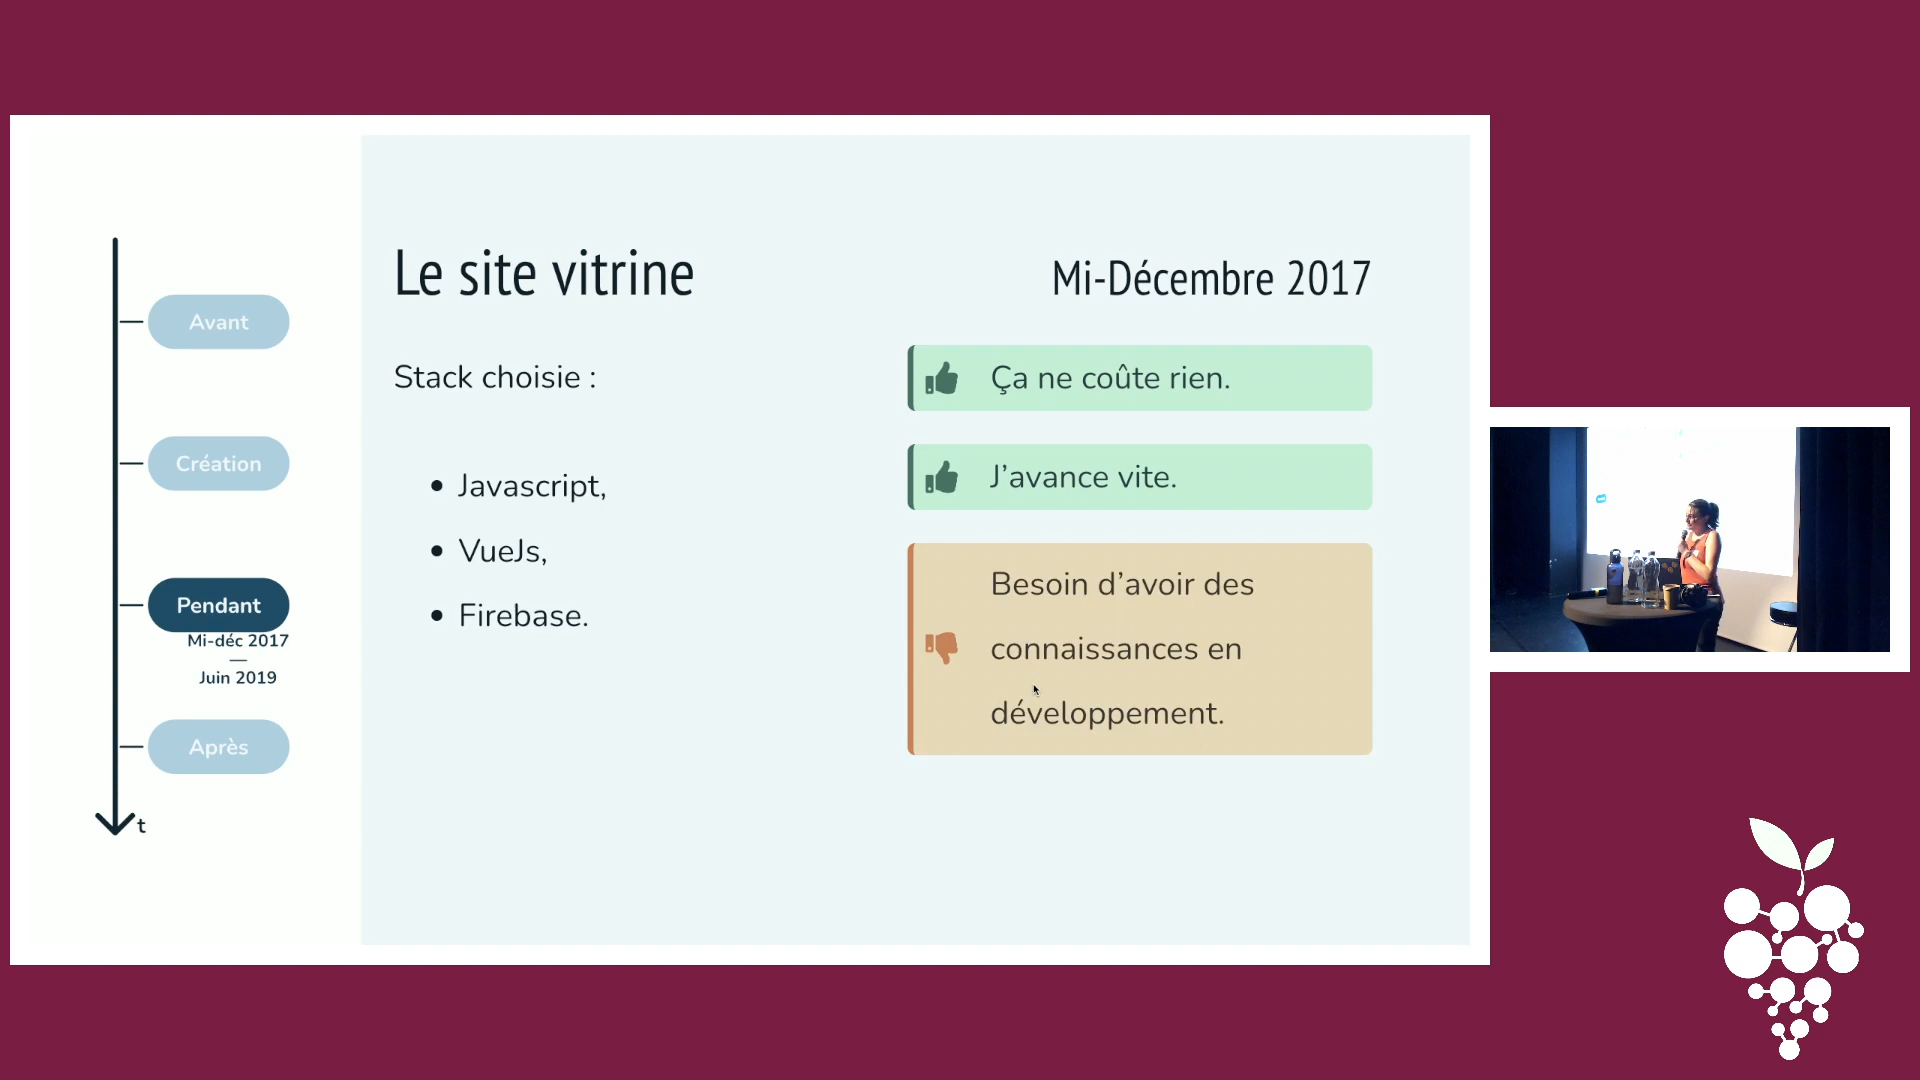 Avant
Création
Pendant
Mi-déc 2017
—
Juin 2019
Après
t
Le site vitrine
Mi-Décembre 2017
Stack choisie :
• Javascript,
• VueJs,
• Firebase.
Ça ne coûte rien.
J’avance vite.
Besoin d’avoir des
connaissances en
développement.